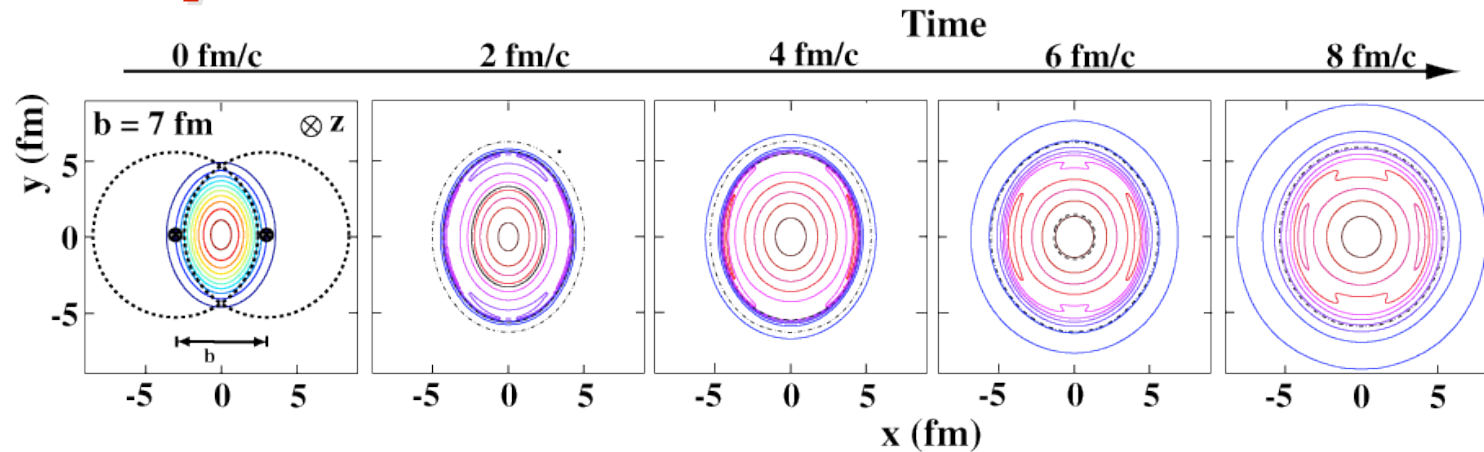 Time
0 fm/c 2 fm/c 4 fm/c 6 fm/c 8 fm/c
b = 7 fm ⊗ z
y (fm)
5
0
-5
b
-5 0 5 -5 0 5 -5 0 5 -5 0 5 -5 0 5
x (fm)